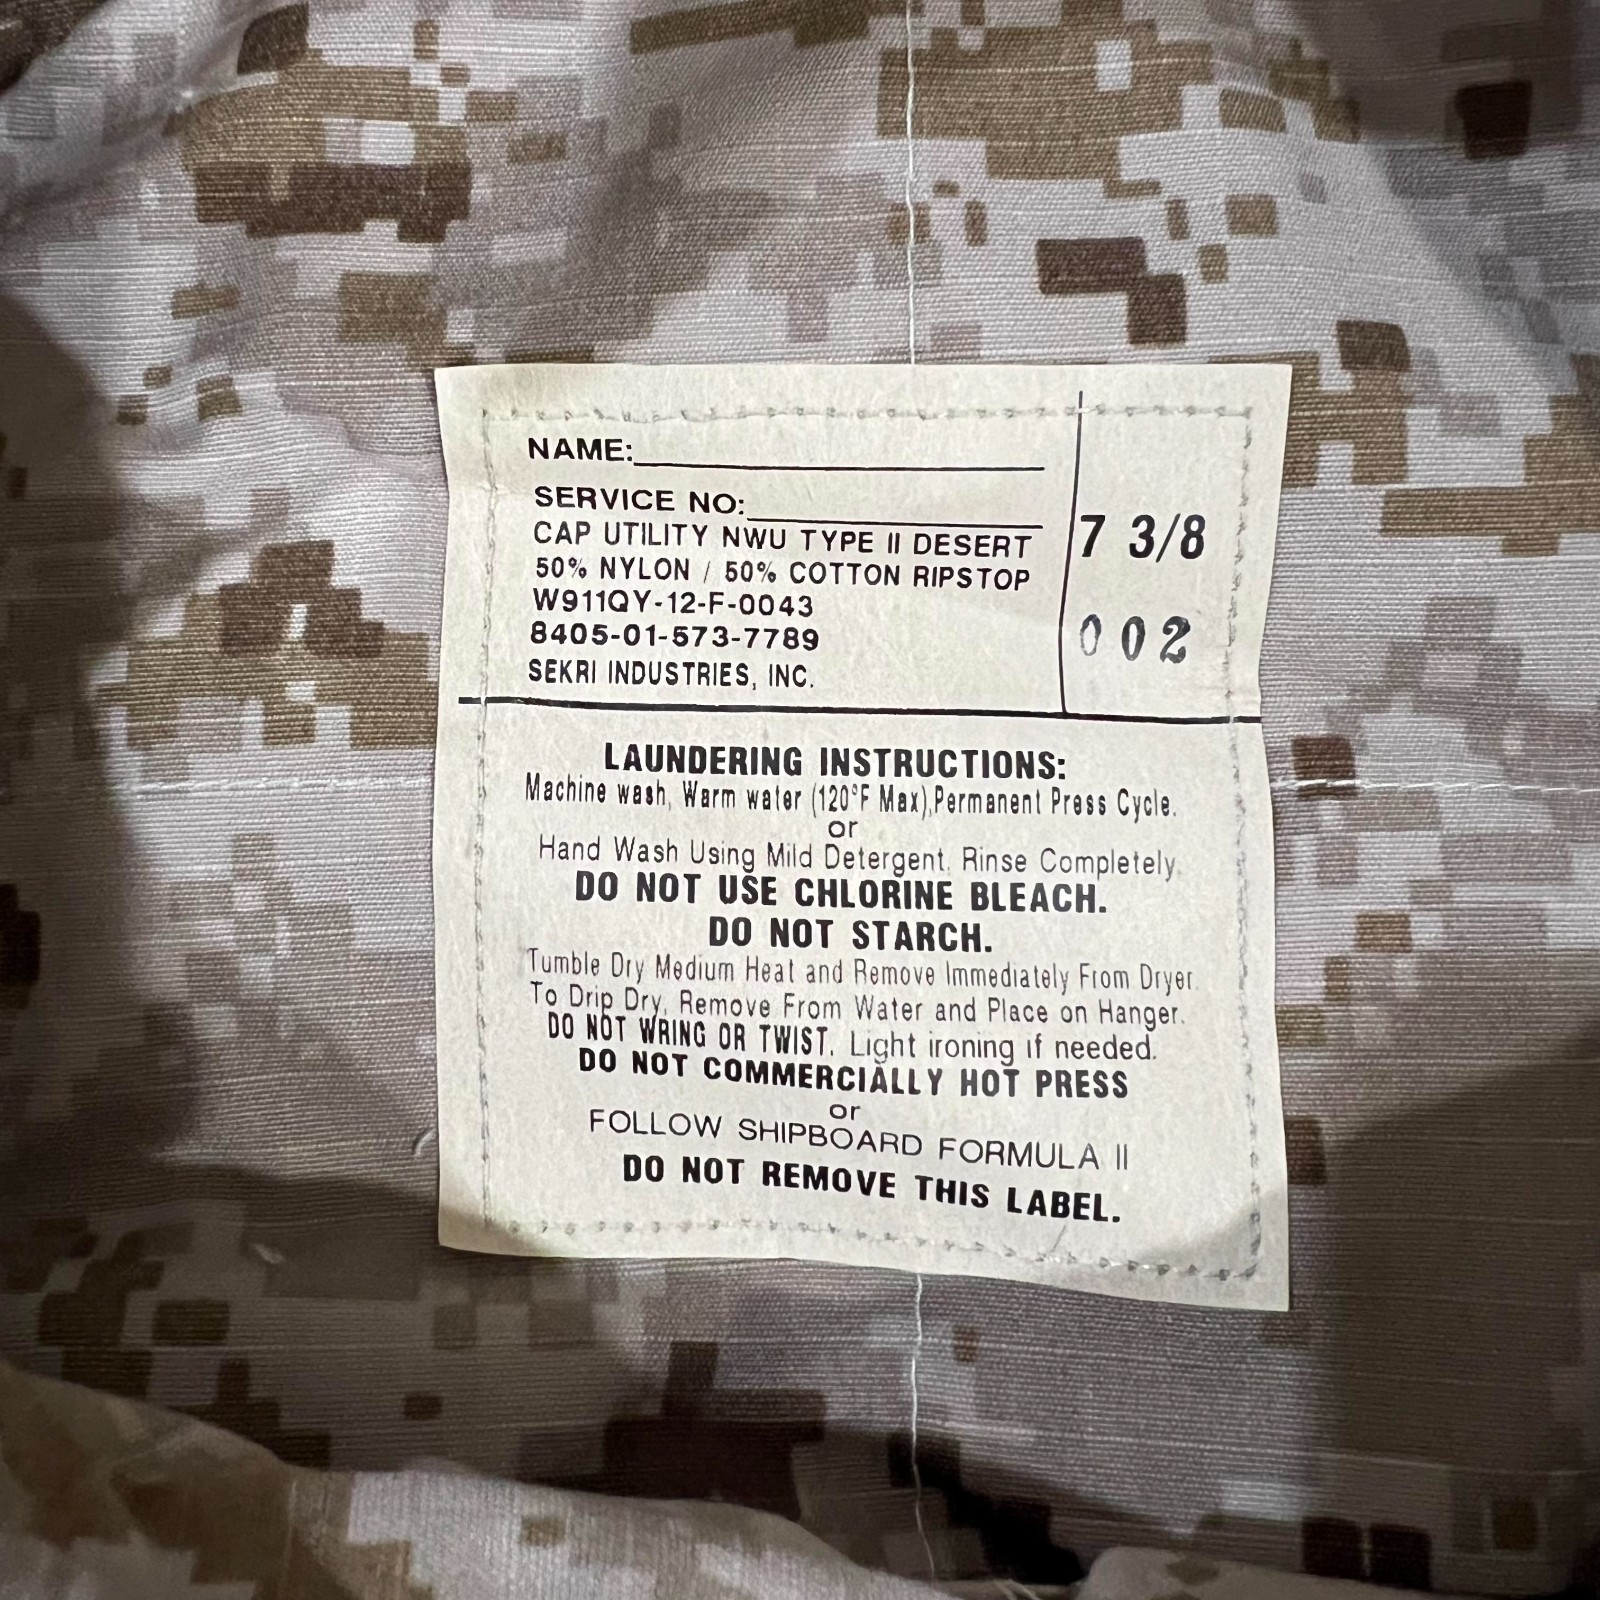 NAME:
SERVICE NO:
CAP UTILITY NWU TYPE II DESERT
50% NYLON / 50% COTTON RIPSTOP
W911QY-12-F-0043
8405-01-573-7789
SEKRI INDUSTRIES, INC.
7 3/8
002
LAUNDERING INSTRUCTIONS:
Machine wash, Warm water (120°F Max),Permanent Press Cycle.
or
Hand Wash Using Mild Detergent. Rinse Completely.
DO NOT USE CHLORINE BLEACH.
DO NOT STARCH.
Tumble Dry Medium Heat and Remove Immediately From Dryer.
To Drip Dry, Remove From Water and Place on Hanger.
DO NOT WRING OR TWIST. Light ironing if needed.
DO NOT COMMERCIALLY HOT PRESS
or
FOLLOW SHIPBOARD FORMULA II
DO NOT REMOVE THIS LABEL.